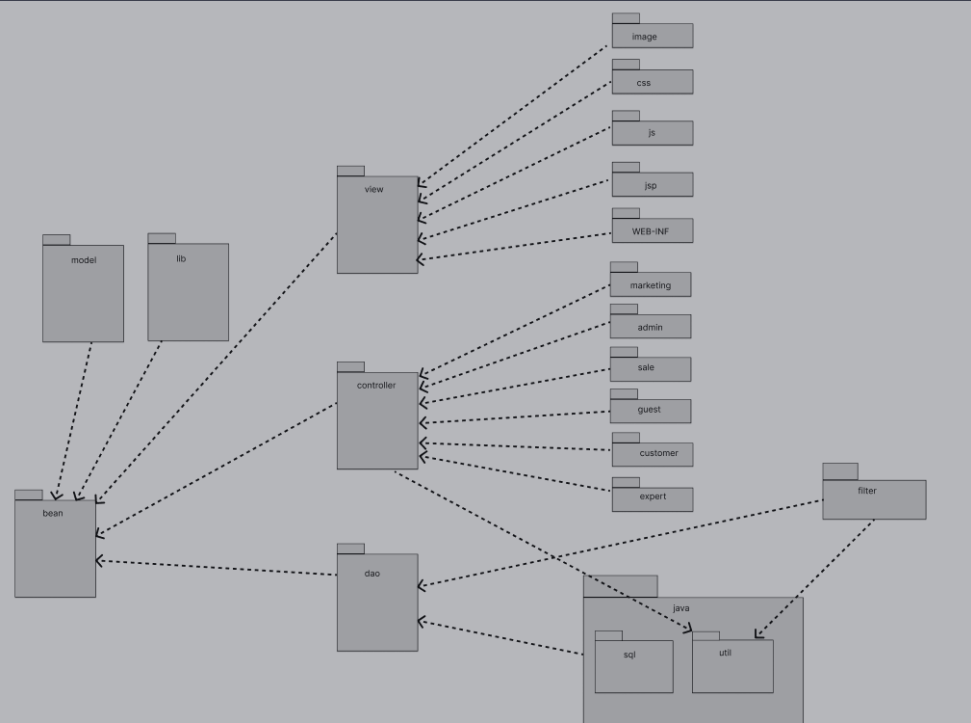 image
css
js
jsp
view
WEB-INF
model
lib
marketing
admin
sale
controller
guest
customer
expert
filter
bean
dao
java
sql
util